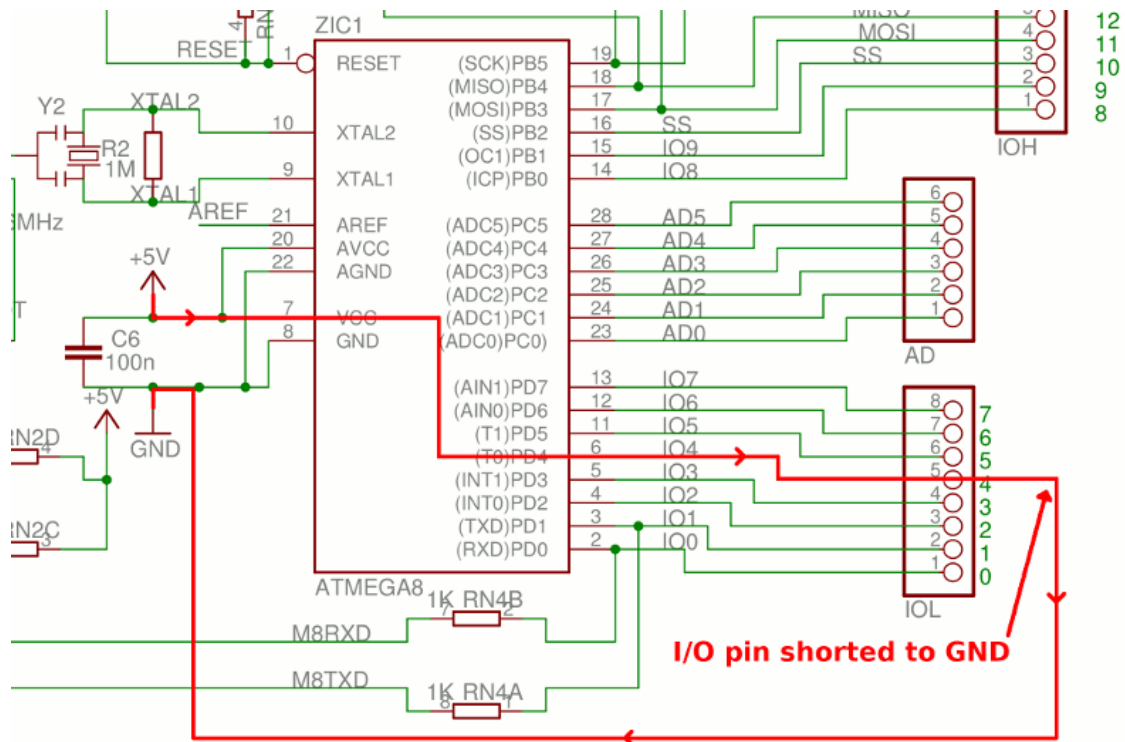 MISO
12
MOSI
4
11
SS
3
10
2
9
1
8
IOH
4
RN
ZIC1
RESET
1
RESET
(SCK)PB5
19
(MISO)PB4
18
(MOSI)PB3
17
Y2
XTAL2
10
XTAL2
(SS)PB2
16
SS
R2
1M
(OC1)PB1
15
IO9
9
XTAL1
(ICP)PB0
14
IO8
XTAL1
AREF
21
AREF
(ADC5)PC5
28
AD5
6
MHz
20
AVCC
(ADC4)PC4
27
AD4
5
+5V
22
AGND
(ADC3)PC3
26
AD3
4
(ADC2)PC2
25
AD2
3
7
VCC
(ADC1)PC1
24
AD1
2
C6
100n
8
GND
(ADC0)PC0
23
AD0
1
AD
+5V
GND
(AIN1)PD7
13
IO7
8
7
(AIN0)PD6
12
IO6
7
6
(T1)PD5
11
IO5
6
5
RN2D
4
(T0)PD4
6
IO4
5
4
(INT1)PD3
5
IO3
4
3
(INT0)PD2
4
IO2
3
2
RN2C
3
(TXD)PD1
3
IO1
2
1
(RXD)PD0
2
IO0
1
0
IOL
ATMEGA8
1K RN4B
7
2
M8RXD
I/O pin shorted to GND
M8TXD
1K RN4A
8
1